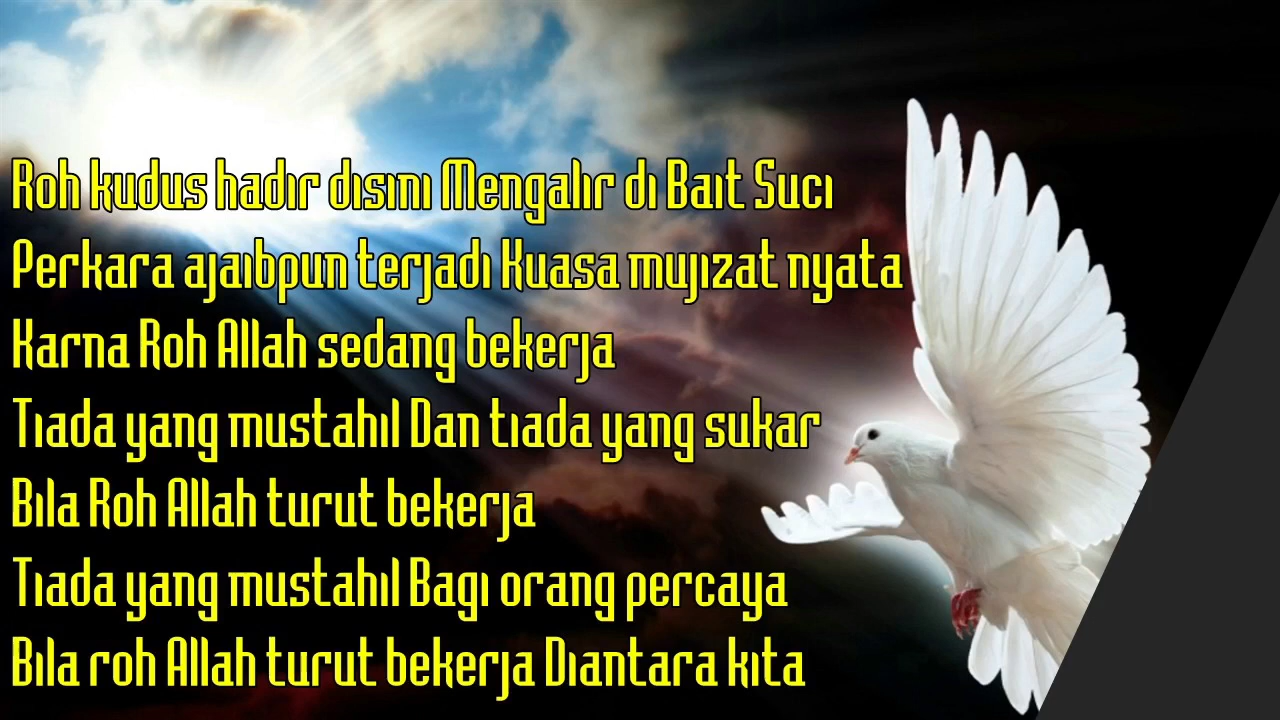 Roh kudus hadir disini Mengalir di Bait Suci
Perkara ajaibpun terjadi Kuasa mujizat nyata
Karna Roh Allah sedang bekerja
Tiada yang mustahil Dan tiada yang sukar
Bila Roh Allah turut bekerja
Tiada yang mustahil Bagi orang percaya
Bila roh Allah turut bekerja Diantara kita